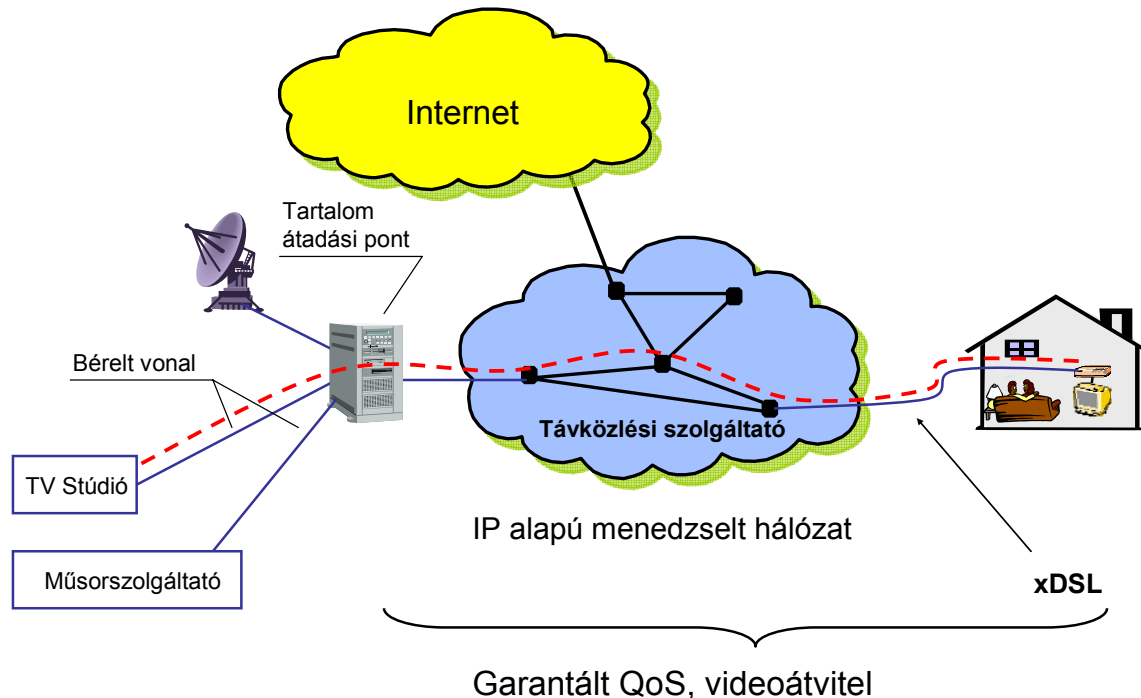 Internet
Tartalom
átadási pont
Bérelt vonal
Távközlési szolgáltató
TV Stúdió
IP alapú menedzselt hálózat
Műsorszolgáltató
xDSL
Garantált QoS, videoátvitel